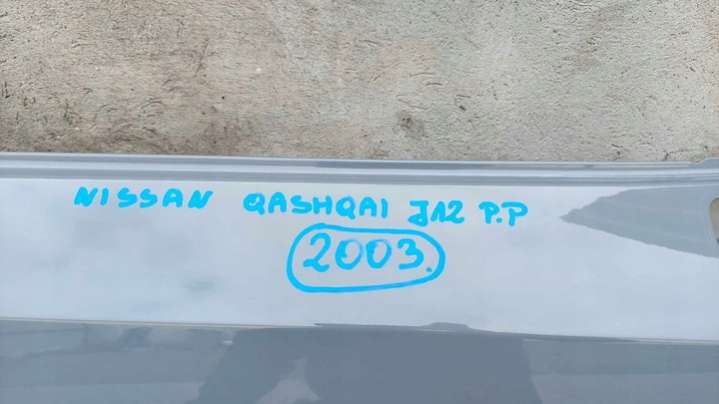 NISSAN QASHQAI J12 P.P
2003.